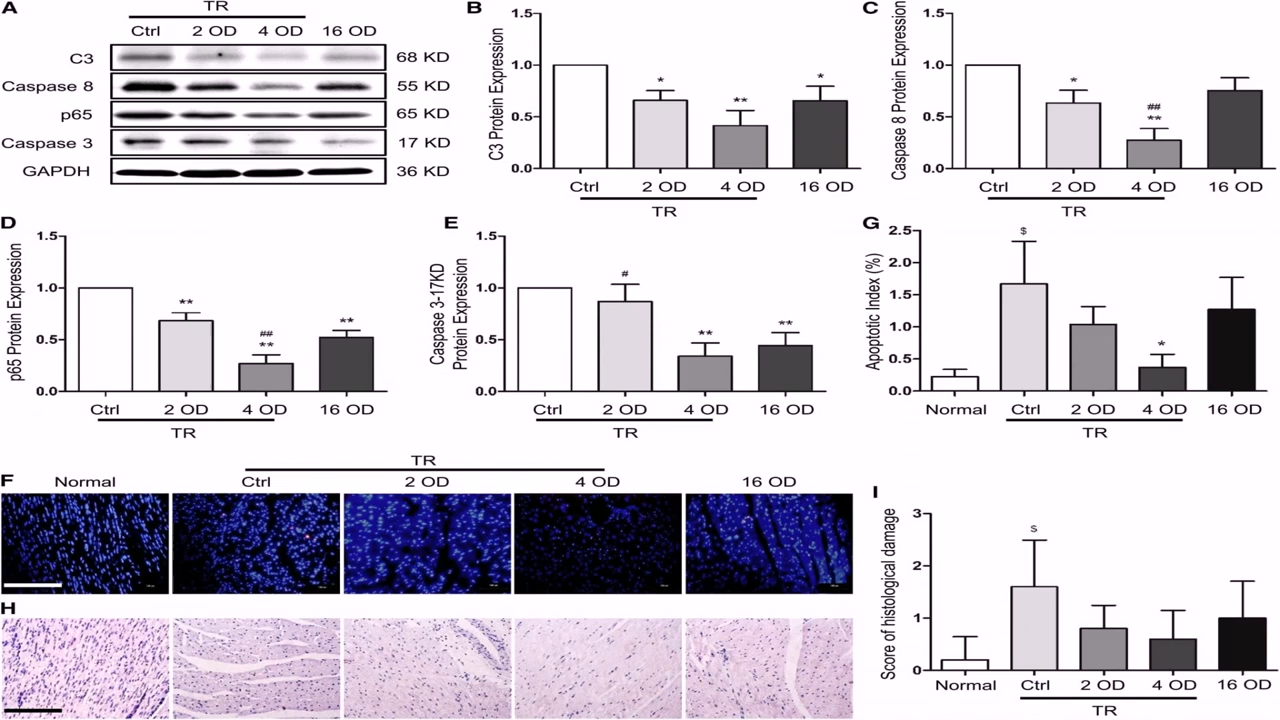 A
TR
Ctrl 2 OD 4 OD 16 OD
C3 68 KD
Caspase 8 55 KD
p65 65 KD
Caspase 3 17 KD
GAPDH 36 KD
B
C3 Protein Expression
1.5
1.0
0.5
0.0
*
**
*
Ctrl 2 OD 4 OD 16 OD
TR
C
Caspase 8 Protein Expression
1.5
1.0
0.5
0.0
*
##
**
Ctrl 2 OD 4 OD 16 OD
TR
D
p65 Protein Expression
1.5
1.0
0.5
0.0
**
##
**
**
Ctrl 2 OD 4 OD 16 OD
TR
E
Caspase 3-17KD
Protein Expression
1.5
1.0
0.5
0.0
#
**
**
Ctrl 2 OD 4 OD 16 OD
TR
G
Apoptotic Index (%)
2.5
2.0
1.5
1.0
0.5
0.0
$
*
Normal Ctrl 2 OD 4 OD 16 OD
TR
F
TR
Normal Ctrl 2 OD 4 OD 16 OD
H
I
Score of histological damage
3
2
1
0
$
Normal Ctrl 2 OD 4 OD 16 OD
TR